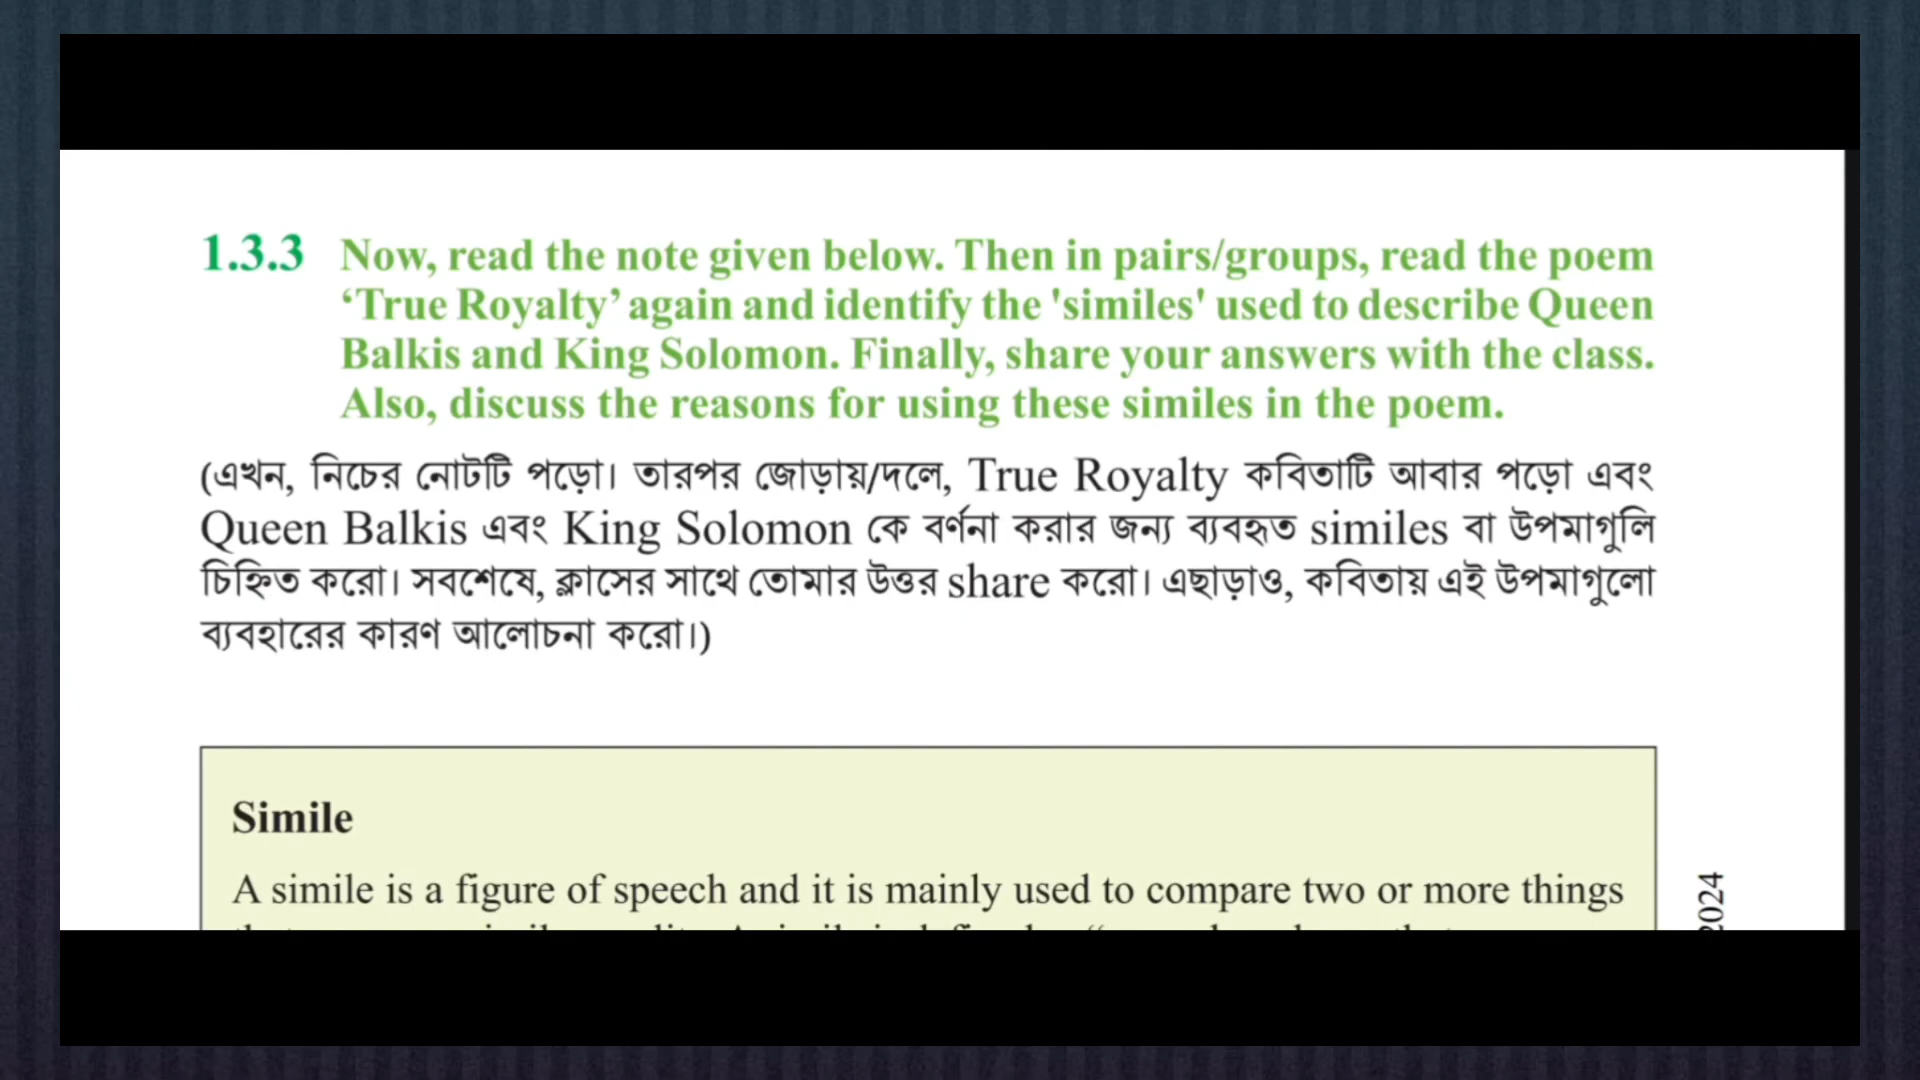 1.3.3 Now, read the note given below. Then in pairs/groups, read the poem
‘True Royalty’ again and identify the 'similes' used to describe Queen
Balkis and King Solomon. Finally, share your answers with the class.
Also, discuss the reasons for using these similes in the poem.
(এখন, নিচের নোটটি পড়ো। তারপর জোড়ায়/দলে, True Royalty কবিতাটি আবার পড়ো এবং
Queen Balkis এবং King Solomon কে বর্ণনা করার জন্য ব্যবহৃত similes বা উপমাগুলি
চিহ্নিত করো। সবশেষে, ক্লাসের সাথে তোমার উত্তর share করো। এছাড়াও, কবিতায় এই উপমাগুলো
ব্যবহারের কারণ আলোচনা করো।)
Simile
A simile is a figure of speech and it is mainly used to compare two or more things
2024